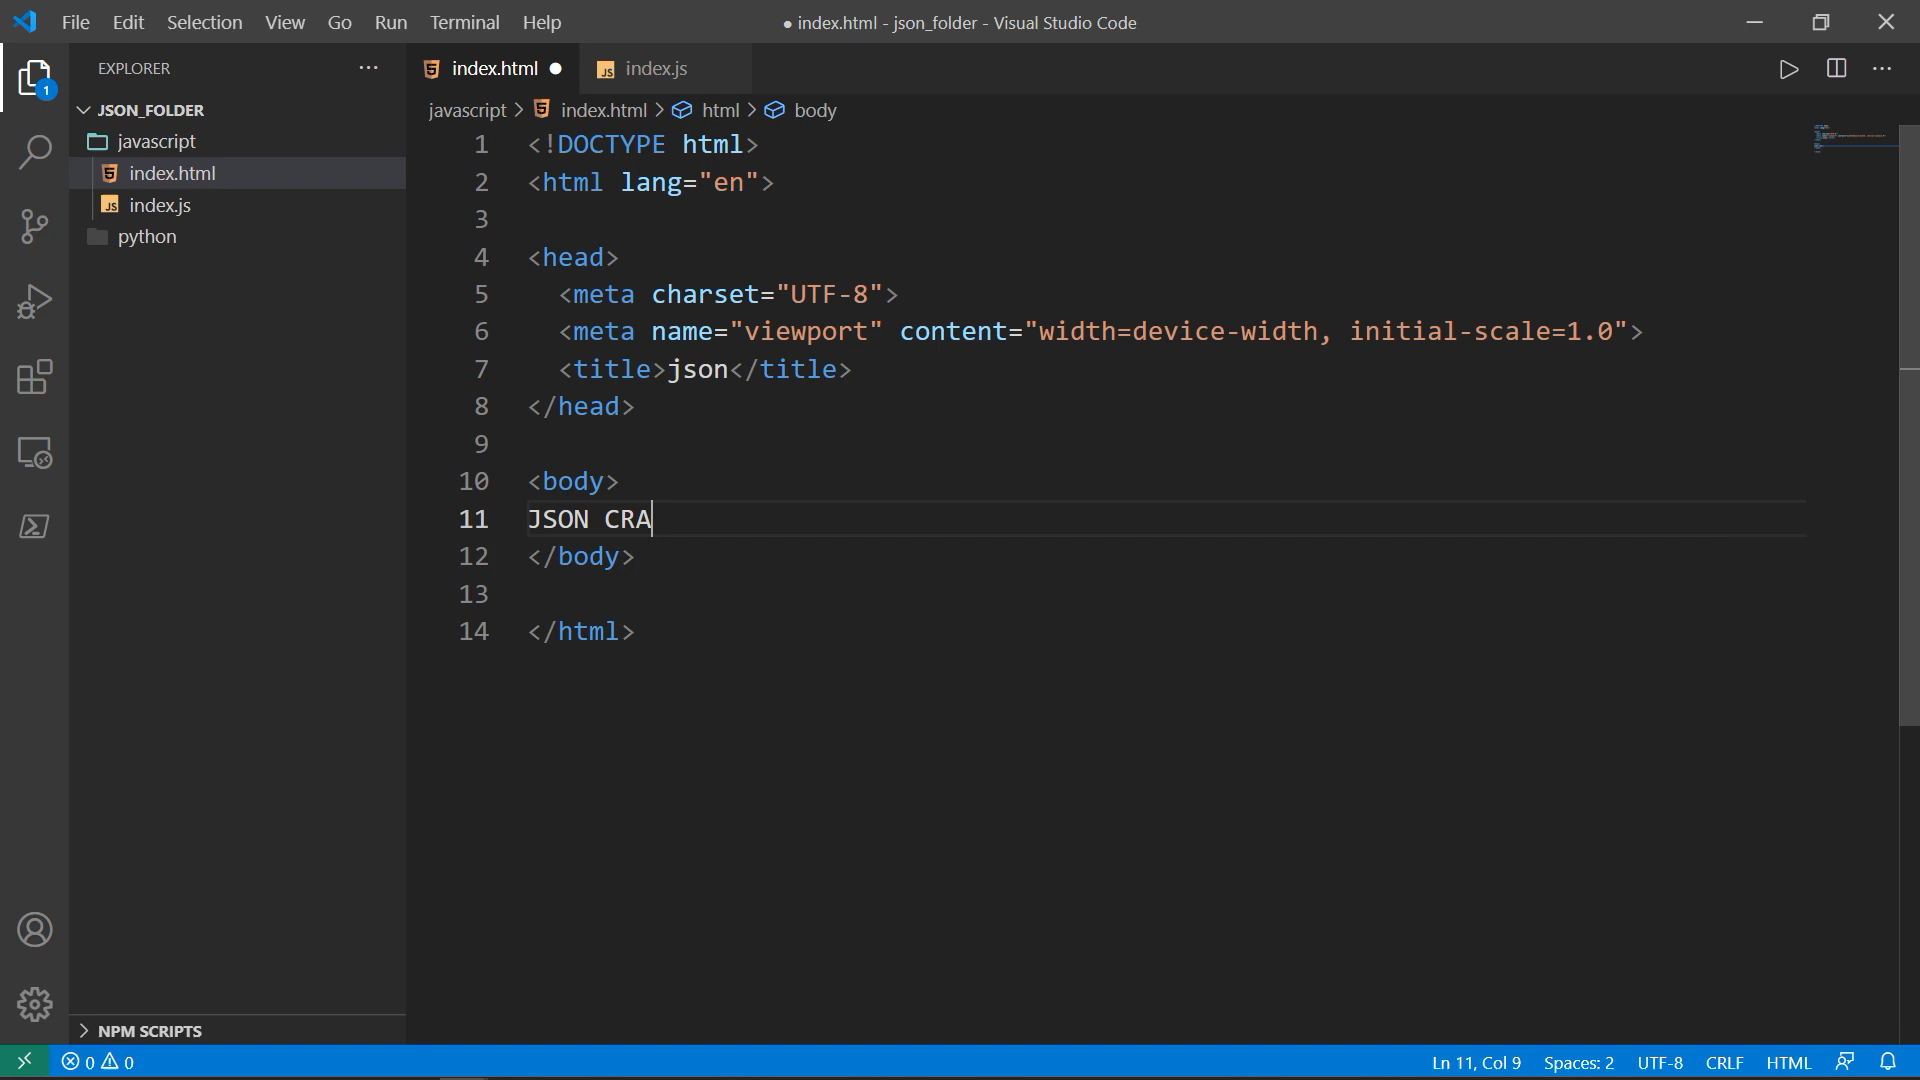 File Edit Selection View Go Run Terminal Help
● index.html - json_folder - Visual Studio Code
EXPLORER
1
JSON_FOLDER
javascript
index.html
index.js
python
NPM SCRIPTS
index.html
index.js
javascript > index.html > html > body
1 <!DOCTYPE html>
2 <html lang="en">
3
4 <head>
5   <meta charset="UTF-8">
6   <meta name="viewport" content="width=device-width, initial-scale=1.0">
7   <title>json</title>
8 </head>
9
10 <body>
11 JSON CRA
12 </body>
13
14 </html>
0 0
Ln 11, Col 9 Spaces: 2 UTF-8 CRLF HTML